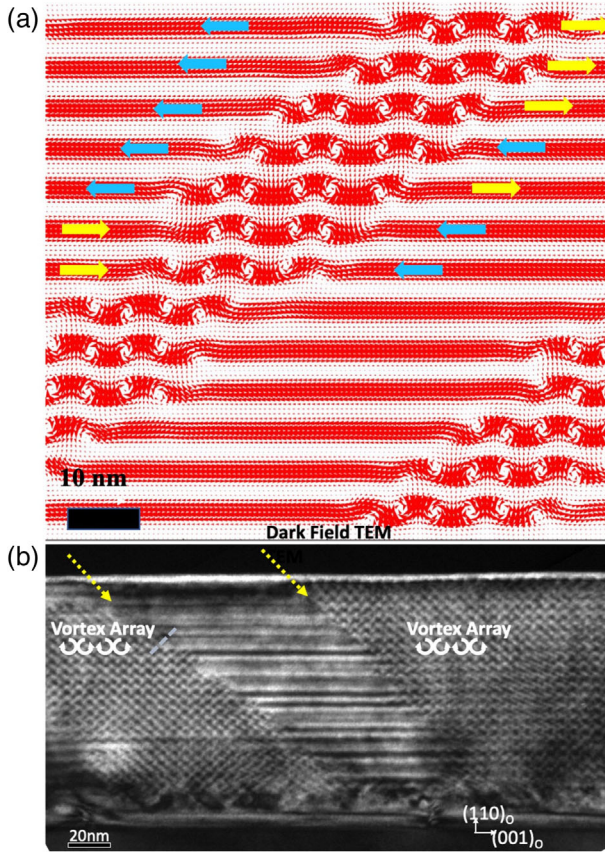 (a)
10 nm
Dark Field TEM
(b)
Vortex Array
Vortex Array
20nm
(110)o
(001)o